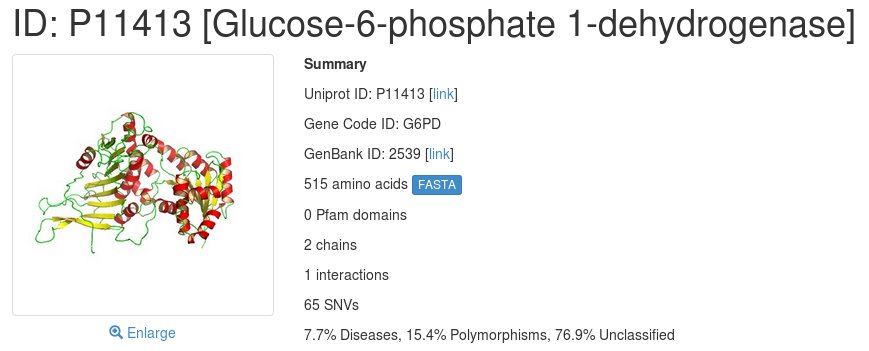 ID: P11413 [Glucose-6-phosphate 1-dehydrogenase]
Summary
Uniprot ID: P11413 [link]
Gene Code ID: G6PD
GenBank ID: 2539 [link]
515 amino acids FASTA
0 Pfam domains
2 chains
1 interactions
65 SNVs
7.7% Diseases, 15.4% Polymorphisms, 76.9% Unclassified
Enlarge